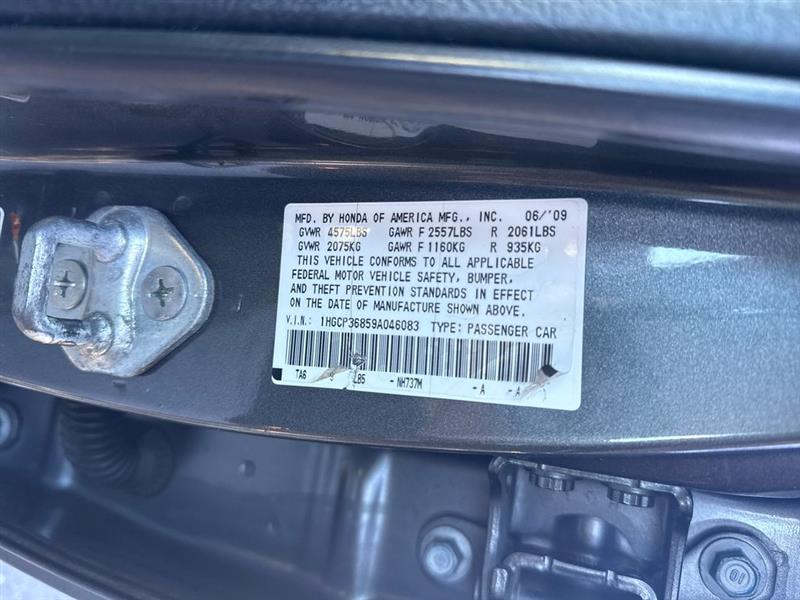 MFD. BY HONDA OF AMERICA MFG., INC. 06/'09
GVWR 4575LBS GAWR F 2557LBS R 2061LBS
GVWR 2075KG GAWR F 1160KG R 935KG
THIS VEHICLE CONFORMS TO ALL APPLICABLE
FEDERAL MOTOR VEHICLE SAFETY, BUMPER,
AND THEFT PREVENTION STANDARDS IN EFFECT
ON THE DATE OF MANUFACTURE SHOWN ABOVE.
V.I.N.: 1HGCP36859A046083 TYPE: PASSENGER CAR
TA6 LB5 - NH737M - A - A